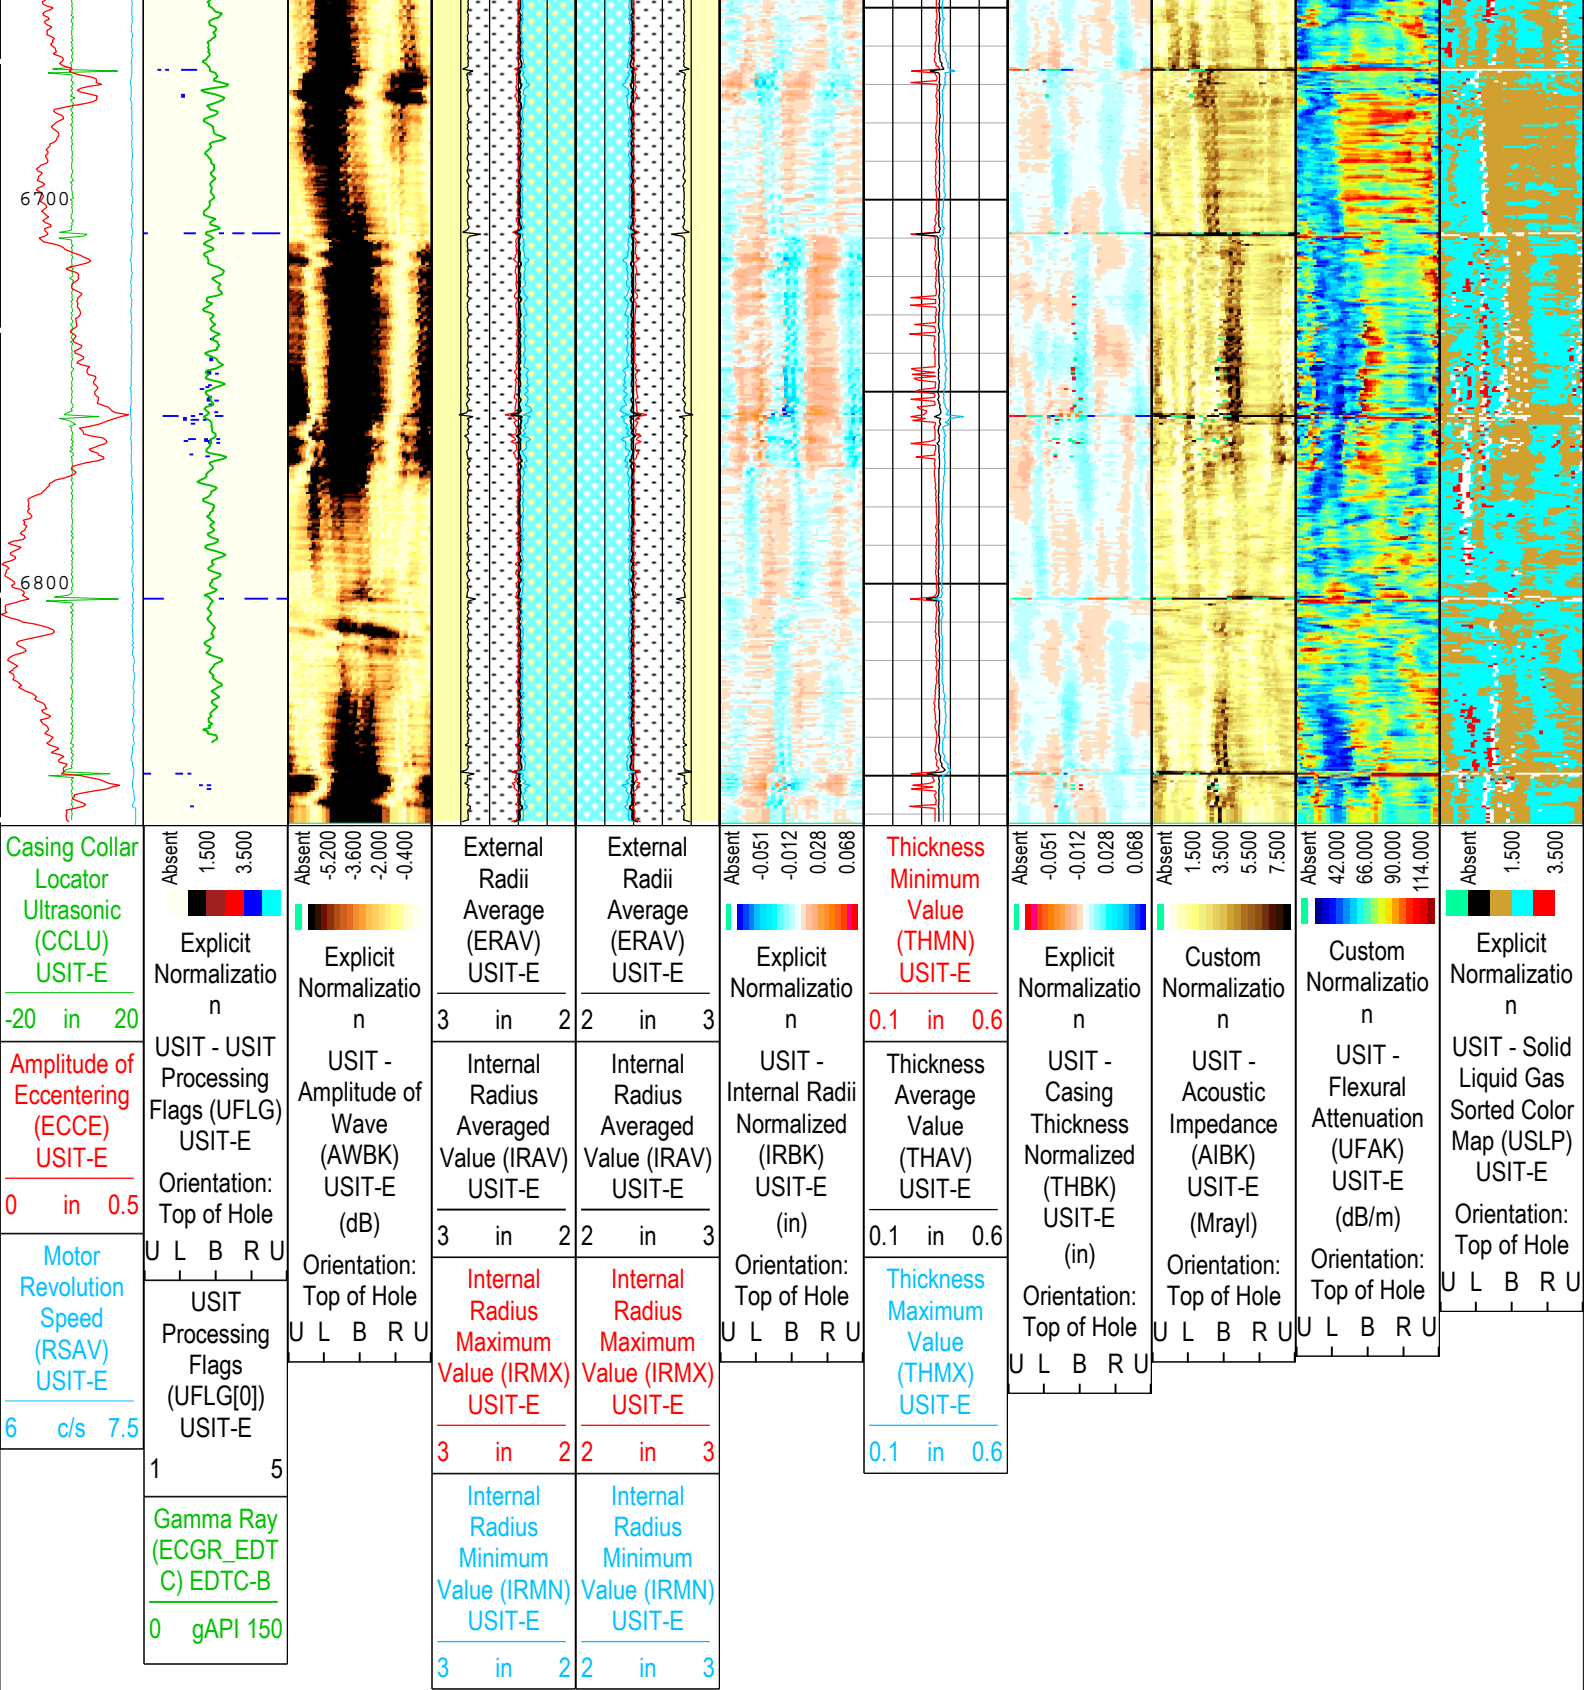 6700
6800
Casing Collar
Locator
Ultrasonic
(CCLU)
USIT-E
-20 in 20
Amplitude of
Eccentering
(ECCE)
USIT-E
0 in 0.5
Motor
Revolution
Speed
(RSAV)
USIT-E
6 c/s 7.5
Absent 1.500 3.500
Explicit
Normalizatio
n
USIT - USIT
Processing
Flags (UFLG)
USIT-E
Orientation:
Top of Hole
U L B R U
USIT
Processing
Flags
(UFLG[0])
USIT-E
1 5
Gamma Ray
(ECGR_EDT
C) EDTC-B
0 gAPI 150
Absent -5.200 -3.600 -2.000 -0.400
Explicit
Normalizatio
n
USIT -
Amplitude of
Wave
(AWBK)
USIT-E
(dB)
Orientation:
Top of Hole
U L B R U
External
Radii
Average
(ERAV)
USIT-E
3 in 2
Internal
Radius
Averaged
Value (IRAV)
USIT-E
3 in 2
Internal
Radius
Maximum
Value (IRMX)
USIT-E
3 in 2
Internal
Radius
Minimum
Value (IRMN)
USIT-E
3 in 2
External
Radii
Average
(ERAV)
USIT-E
2 in 3
Internal
Radius
Averaged
Value (IRAV)
USIT-E
2 in 3
Internal
Radius
Maximum
Value (IRMX)
USIT-E
2 in 3
Internal
Radius
Minimum
Value (IRMN)
USIT-E
2 in 3
Absent -0.051 -0.012 0.028 0.068
Explicit
Normalizatio
n
USIT -
Internal Radii
Normalized
(IRBK)
USIT-E
(in)
Orientation:
Top of Hole
U L B R U
Thickness
Minimum
Value
(THMN)
USIT-E
0.1 in 0.6
Thickness
Average
Value
(THAV)
USIT-E
0.1 in 0.6
Thickness
Maximum
Value
(THMX)
USIT-E
0.1 in 0.6
Absent -0.051 -0.012 0.028 0.068
Explicit
Normalizatio
n
USIT -
Casing
Thickness
Normalized
(THBK)
USIT-E
(in)
Orientation:
Top of Hole
U L B R U
Absent 1.500 3.500 5.500 7.500
Custom
Normalizatio
n
USIT -
Acoustic
Impedance
(AIBK)
USIT-E
(Mrayl)
Orientation:
Top of Hole
U L B R U
Absent 42.000 66.000 90.000 114.000
Custom
Normalizatio
n
USIT -
Flexural
Attenuation
(UFAK)
USIT-E
(dB/m)
Orientation:
Top of Hole
U L B R U
Absent 1.500 3.500
Explicit
Normalizatio
n
USIT - Solid
Liquid Gas
Sorted Color
Map (USLP)
USIT-E
Orientation:
Top of Hole
U L B R U